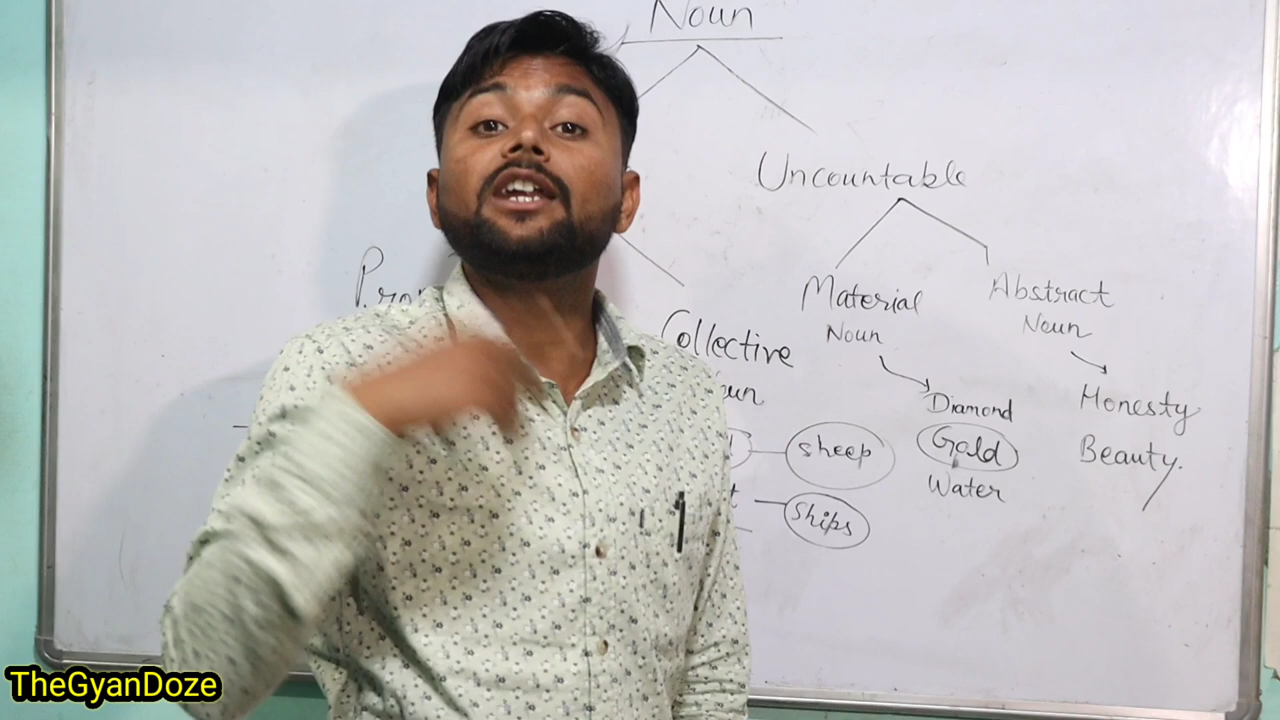 Noun
Uncountable
Material
Noun
Abstract
Noun
Collective
Diamond
Honesty
sheep
Gold
Beauty.
Water
Ships
TheGyanDoze